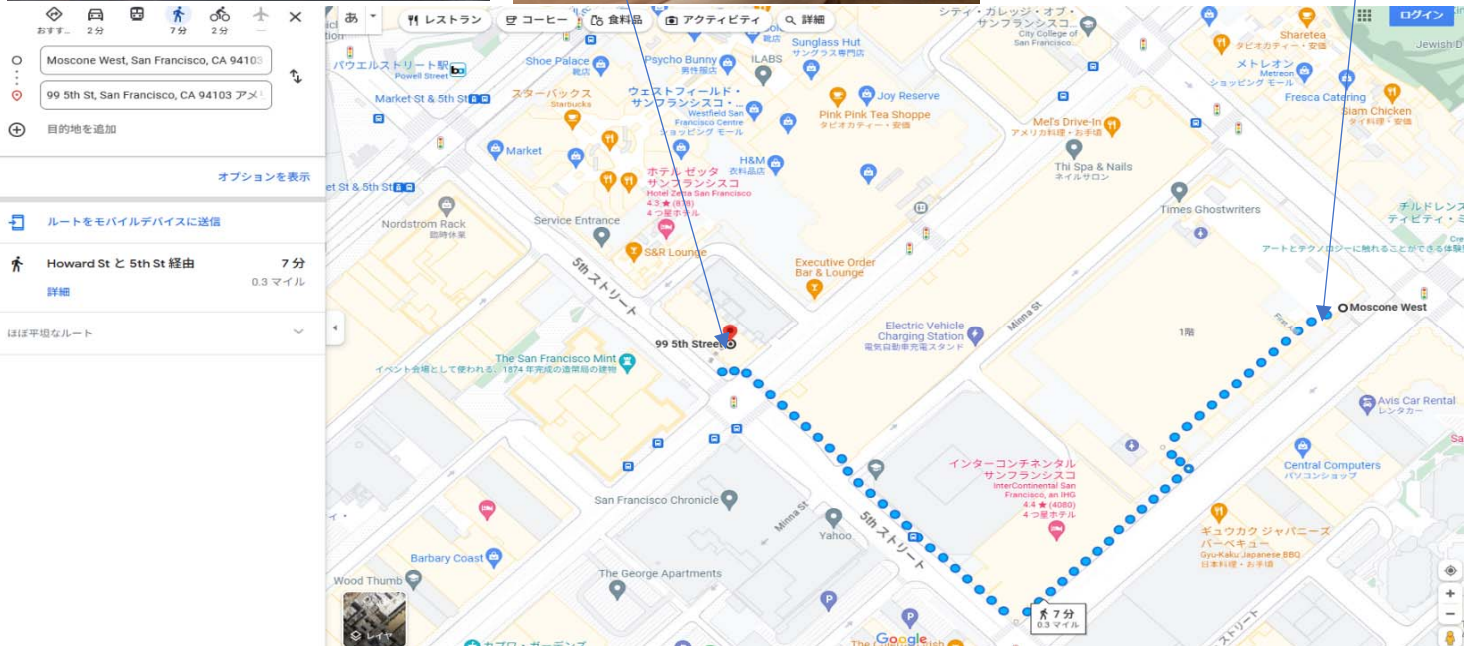 おすす...
2 分
7 分
2 分
—
Moscone West, San Francisco, CA 94103
99 5th St, San Francisco, CA 94103 アメ
目的地を追加
オプションを表示
ルートをモバイルデバイスに送信
Howard St と 5th St 経由
7 分
0.3 マイル
詳細
ほぼ平坦なルート
あ
レストラン
コーヒー
食料品
アクティビティ
詳細
ログイン
シティ・カレッジ・オブ・
サンフランシスコ...
City College of
San Francisco...
Sharetea
タピオカティー・安価
Jewish
パウエルストリート駅
Powell Street
Shoe Palace
靴店
Psycho Bunny
男性服店
ILABS
靴店
Sunglass Hut
サングラス専門店
メトレオン
Metreon
ショッピング モール
Fresca Catering
Siam Chicken
タイ料理・安価
Market St & 5th St
スターバックス
Starbucks
ウェストフィールド・
サンフランシスコ・...
Westfield San
Francisco Centre
ショッピング モール
Joy Reserve
Pink Pink Tea Shoppe
タピオカティー・安価
Mel's Drive-In
アメリカ料理・お手頃
Market
H&M
衣料品店
Thi Spa & Nails
ネイルサロン
et St & 5th St
ホテル ゼッタ
サンフランシスコ
Hotel Zetta San Francisco
4.3 ★ (878)
4 つ星ホテル
Nordstrom Rack
臨時休業
Service Entrance
Times Ghostwriters
チルドレンズ
ティビティ・ミ
Cre
アートとテクノロジーに触れることができる体験
S&R Lounge
Executive Order
Bar & Lounge
5th ストリート
Minna St
Moscone West
First Aid
1階
99 5th Street
Electric Vehicle
Charging Station
電気自動車充電スタンド
The San Francisco Mint
イベント会場として使われる、1874 年完成の造幣局の建物
Avis Car Rental
レンタカー
Sa
インターコンチネンタル
サンフランシスコ
InterContinental San
Francisco, an IHG
4.4 ★ (4080)
4 つ星ホテル
Central Computers
パソコンショップ
San Francisco Chronicle
Minna St
Yahoo
5th ストリート
ギュウカク ジャパニーズ
バーベキュー
Gyu-Kaku Japanese BBQ
日本料理・お手頃
Barbary Coast
Wood Thumb
The George Apartments
7 分
0.3 マイル
レイヤ
Google
ストリート